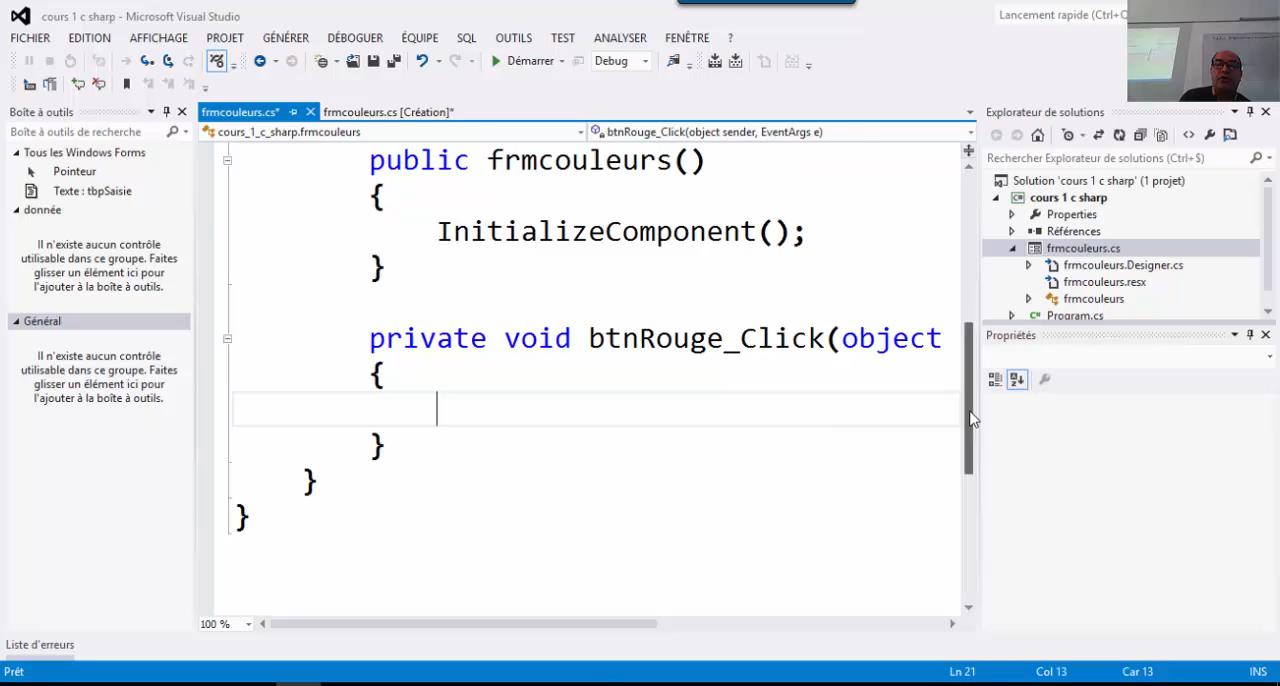 cours 1 c sharp - Microsoft Visual Studio
Lancement rapide (Ctrl+Q
FICHIER EDITION AFFICHAGE PROJET GÉNÉRER DÉBOGUER ÉQUIPE SQL OUTILS TEST ANALYSER FENÊTRE ?
Démarrer Debug
Boîte à outils
Boîte à outils de recherche
Tous les Windows Forms
Pointeur
Texte : tbpSaisie
donnée
Il n'existe aucun contrôle
utilisable dans ce groupe. Faites
glisser un élément ici pour
l'ajouter à la boîte à outils.
Général
Il n'existe aucun contrôle
utilisable dans ce groupe. Faites
glisser un élément ici pour
l'ajouter à la boîte à outils.
frmcouleurs.cs* frmcouleurs.cs [Création]*
cours_1_c_sharp.frmcouleurs btnRouge_Click(object sender, EventArgs e)
public frmcouleurs()
{
InitializeComponent();
}
private void btnRouge_Click(object
{
}
}
}
100 %
Explorateur de solutions
Rechercher Explorateur de solutions (Ctrl+$)
Solution 'cours 1 c sharp' (1 projet)
cours 1 c sharp
Properties
Références
frmcouleurs.cs
frmcouleurs.Designer.cs
frmcouleurs.resx
frmcouleurs
Program.cs
Propriétés
Liste d'erreurs
Prêt Ln 21 Col 13 Car 13 INS